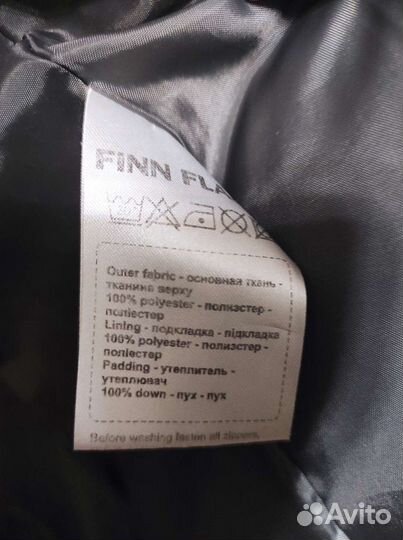 FiNN FLA
Outer fabric - основная ткань -
тканина верху
100% polyester - полиэстер -
поліестер
Lining - подкладка - підкладка
100% polyester - полиэстер -
поліестер
Padding - утеплитель -
утеплювач
100% down - пух - пух
Before washing fasten all zippers,
Avito